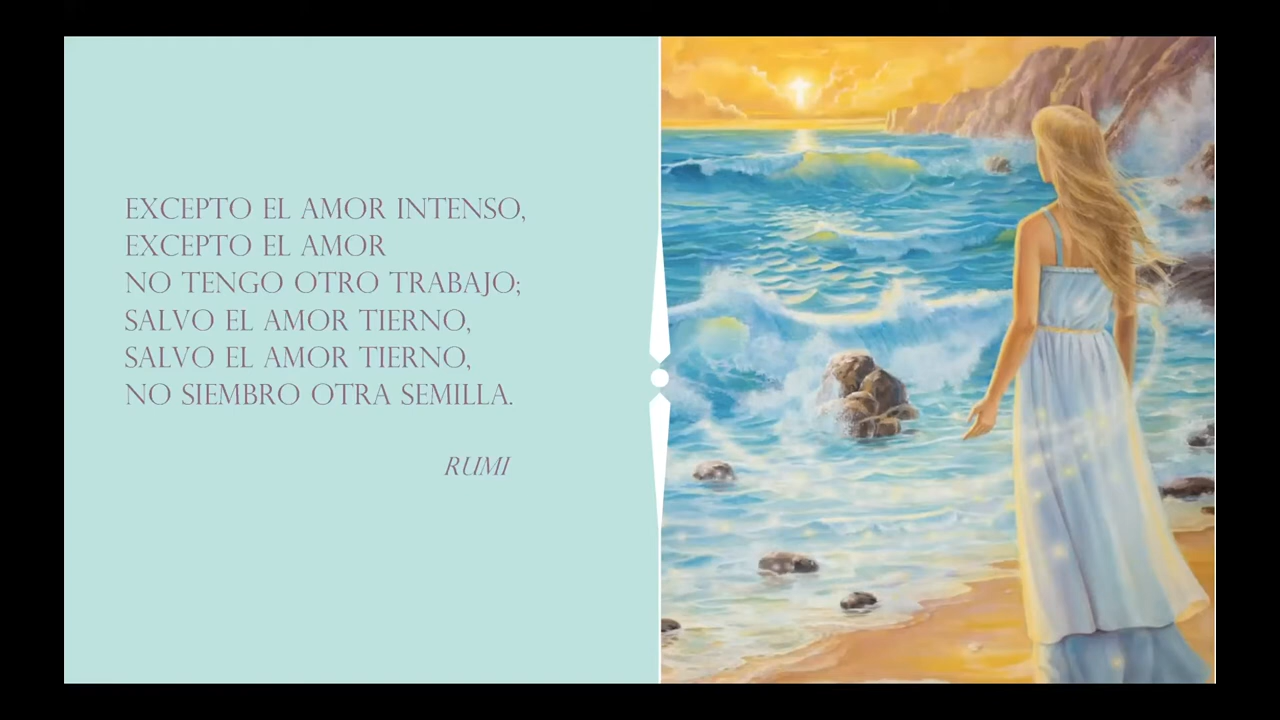 EXCEPTO EL AMOR INTENSO,
EXCEPTO EL AMOR
NO TENGO OTRO TRABAJO;
SALVO EL AMOR TIERNO,
SALVO EL AMOR TIERNO,
NO SIEMBRO OTRA SEMILLA.
RUMI